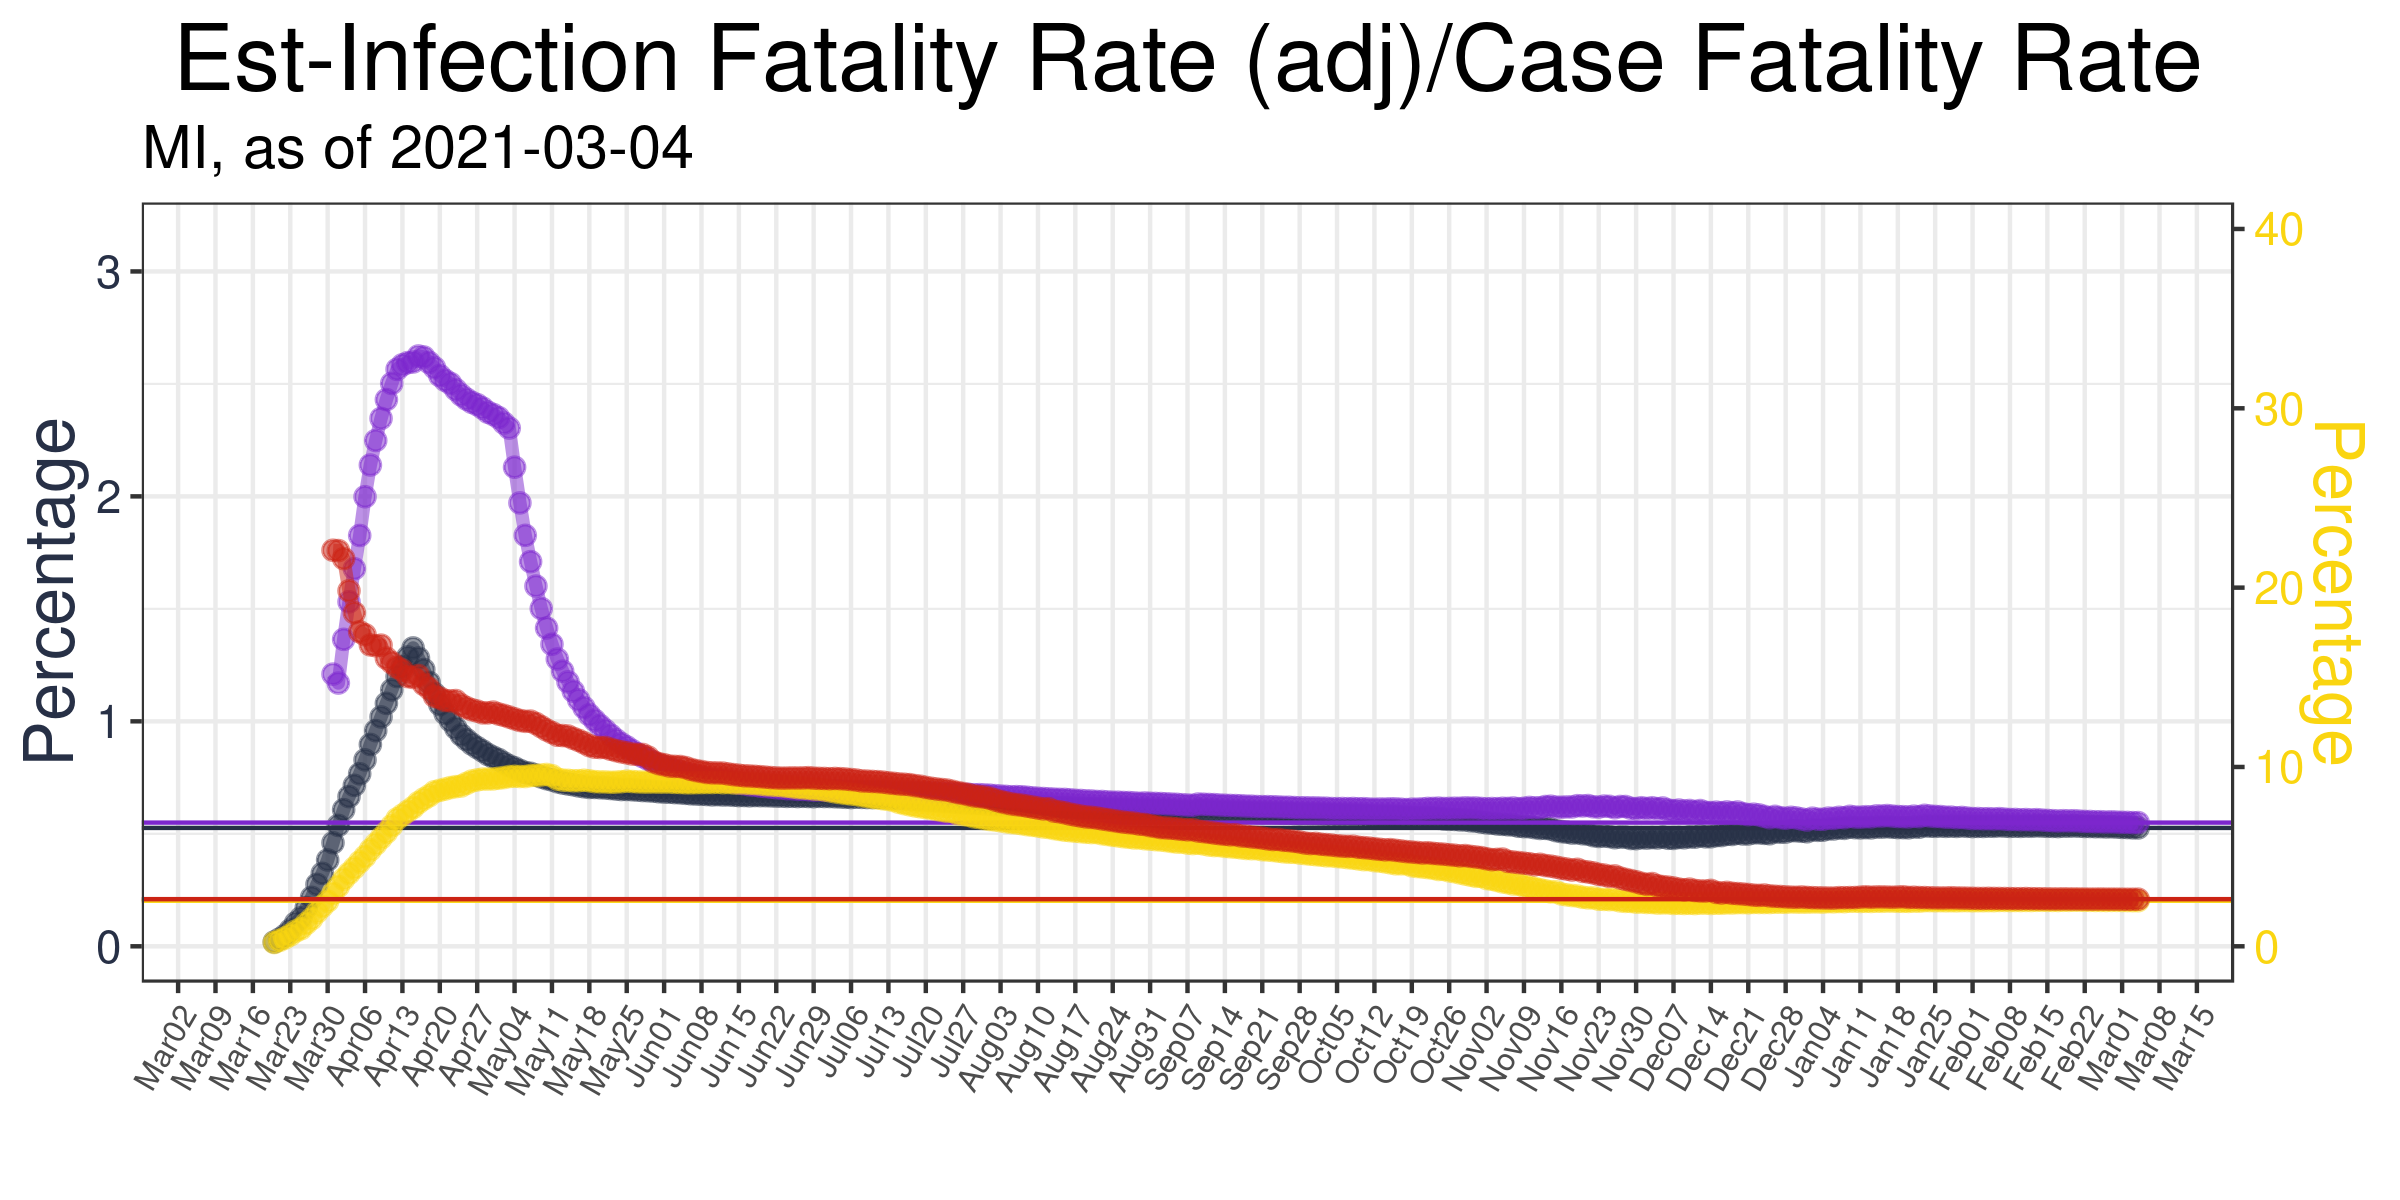 Est-Infection Fatality Rate (adj)/Case Fatality Rate
MI, as of 2021-03-04
Percentage
3
2
1
0
40
30
20
10
0
Percentage
Mar02
Mar09
Mar16
Mar23
Mar30
Apr06
Apr13
Apr20
Apr27
May04
May11
May18
May25
Jun01
Jun08
Jun15
Jun22
Jun29
Jul06
Jul13
Jul20
Jul27
Aug03
Aug10
Aug17
Aug24
Aug31
Sep07
Sep14
Sep21
Sep28
Oct05
Oct12
Oct19
Oct26
Nov02
Nov09
Nov16
Nov23
Nov30
Dec07
Dec14
Dec21
Dec28
Jan04
Jan11
Jan18
Jan25
Feb01
Feb08
Feb15
Feb22
Mar01
Mar08
Mar15